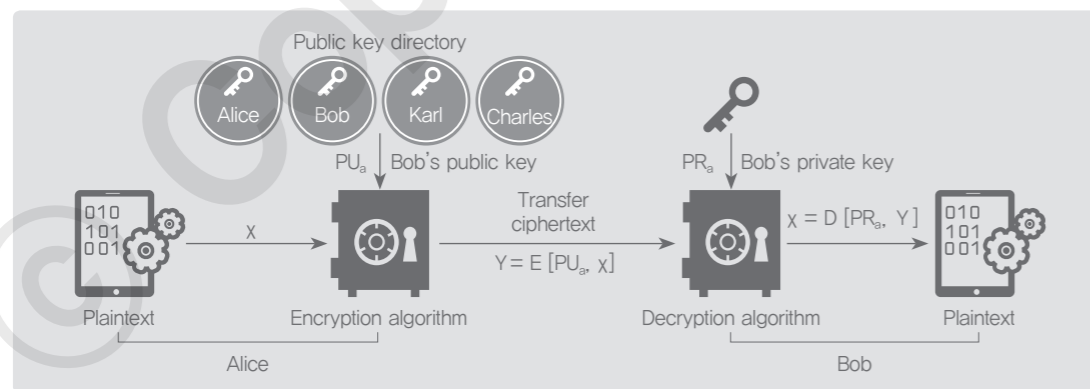 Public key directory
Alice
Bob
Karl
Charles
PUa
Bob's public key
PRa
Bob's private key
010
101
001
χ
Transfer
ciphertext
Y = E [PUa, χ]
χ = D [PRa, Y]
010
101
001
Plaintext
Encryption algorithm
Decryption algorithm
Plaintext
Alice
Bob
© Cop